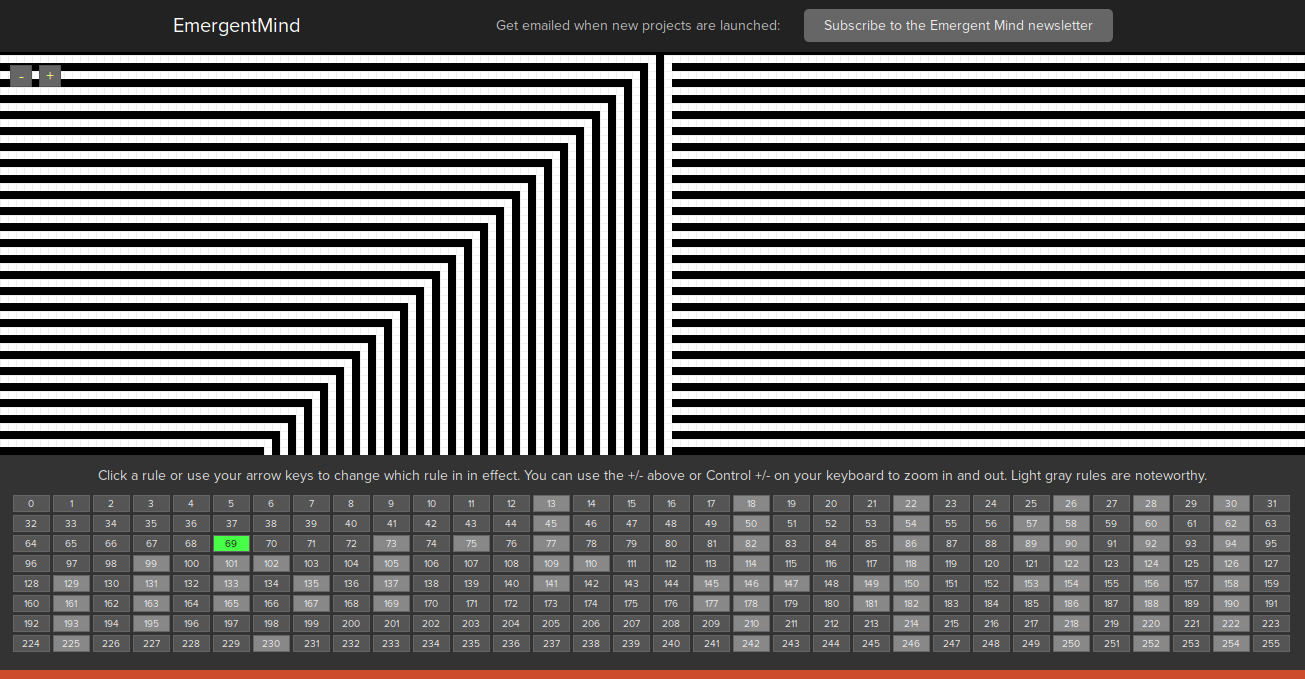 EmergentMind
Get emailed when new projects are launched:
Subscribe to the Emergent Mind newsletter
- +
Click a rule or use your arrow keys to change which rule in in effect. You can use the +/- above or Control +/- on your keyboard to zoom in and out. Light gray rules are noteworthy.
0 1 2 3 4 5 6 7 8 9 10 11 12 13 14 15 16 17 18 19 20 21 22 23 24 25 26 27 28 29 30 31
32 33 34 35 36 37 38 39 40 41 42 43 44 45 46 47 48 49 50 51 52 53 54 55 56 57 58 59 60 61 62 63
64 65 66 67 68 69 70 71 72 73 74 75 76 77 78 79 80 81 82 83 84 85 86 87 88 89 90 91 92 93 94 95
96 97 98 99 100 101 102 103 104 105 106 107 108 109 110 111 112 113 114 115 116 117 118 119 120 121 122 123 124 125 126 127
128 129 130 131 132 133 134 135 136 137 138 139 140 141 142 143 144 145 146 147 148 149 150 151 152 153 154 155 156 157 158 159
160 161 162 163 164 165 166 167 168 169 170 171 172 173 174 175 176 177 178 179 180 181 182 183 184 185 186 187 188 189 190 191
192 193 194 195 196 197 198 199 200 201 202 203 204 205 206 207 208 209 210 211 212 213 214 215 216 217 218 219 220 221 222 223
224 225 226 227 228 229 230 231 232 233 234 235 236 237 238 239 240 241 242 243 244 245 246 247 248 249 250 251 252 253 254 255